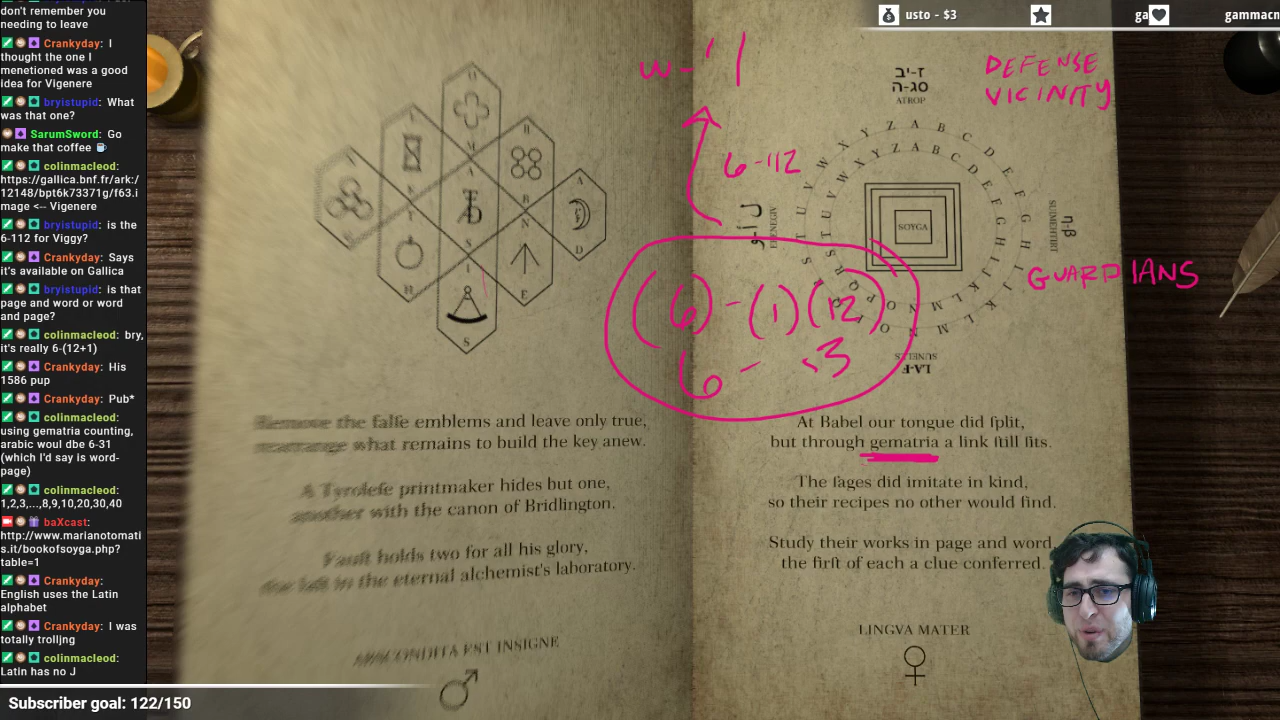 don't remember you
needing to leave
Crankyday: I
thought the one I
menetioned was a good
idea for Vigenere
bryistupid: What
was that one?
SarumSword: Go
make that coffee ☕
colinmacleod:
https://gallica.bnf.fr/ark:/
12148/bpt6k73371g/f63.i
mage <-- Vigenere
bryistupid: is the
6-112 for Viggy?
Crankyday: Says
it's available on Gallica
bryistupid: is that
page and word or word
and page?
colinmacleod: bry,
it's really 6-(12+1)
Crankyday: His
1586 pup
Crankyday: Pub*
colinmacleod:
using gematria counting,
arabic woul dbe 6-31
(which I'd say is word-
page)
colinmacleod:
1,2,3,...,8,9,10,20,30,40
baXcast:
http://www.marianotomati
s.it/bookofsoyga.php?
table=1
Crankyday:
English uses the Latin
alphabet
Crankyday: I was
totally trolljng
colinmacleod:
Latin has no J
Subscriber goal: 122/150
usto - $3
ga
gammacn
Remove the falfe emblems and leave only true,
rearrange what remains to build the key anew.
A Tyrolefe printmaker hides but one,
another with the canon of Bridlington.
Fauft holds two for all his glory,
in the eternal alchemist's laboratory.
ABSCONDITA EST INSIGNE
DEFENSE
VICINITY
ז-יב
סג-ה
ATROP
6-112
SOYGA
η-β
GUARDIANS
(6)-(1)(12)
At Babel our tongue did ſplit,
but through gematria a link ſtill ſits.
The ſages did imitate in kind,
so their recipes no other would find.
Study their works in page and word,
the firſt of each a clue conferred.
LINGVA MATER